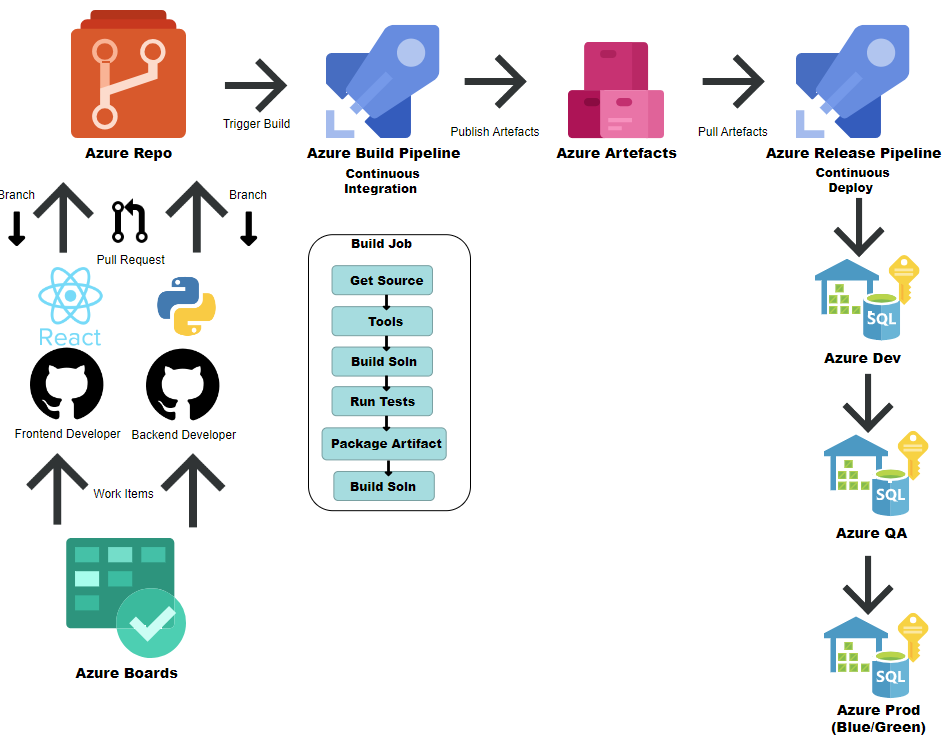 Azure Repo
Trigger Build
Azure Build Pipeline
Continuous
Integration
Publish Artefacts
Azure Artefacts
Pull Artefacts
Azure Release Pipeline
Continuous
Deploy
Branch
Branch
Pull Request
React
Frontend Developer
Backend Developer
Work Items
Azure Boards
Build Job
Get Source
Tools
Build Soln
Run Tests
Package Artifact
Build Soln
SQL
Azure Dev
SQL
Azure QA
SQL
Azure Prod
(Blue/Green)